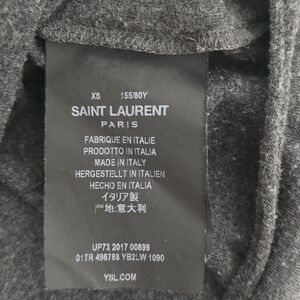 XS 155/80Y
SAINT LAURENT
PARIS
FABRIQUE EN ITALIE
PRODOTTO IN ITALIA
MADE IN ITALY
HERGESTELLT IN ITALIEN
HECHO EN ITALIA
イタリア製
产地:意大利
UP73 2017 00899
01TR 498788 YB2LW 1090
YSL.COM